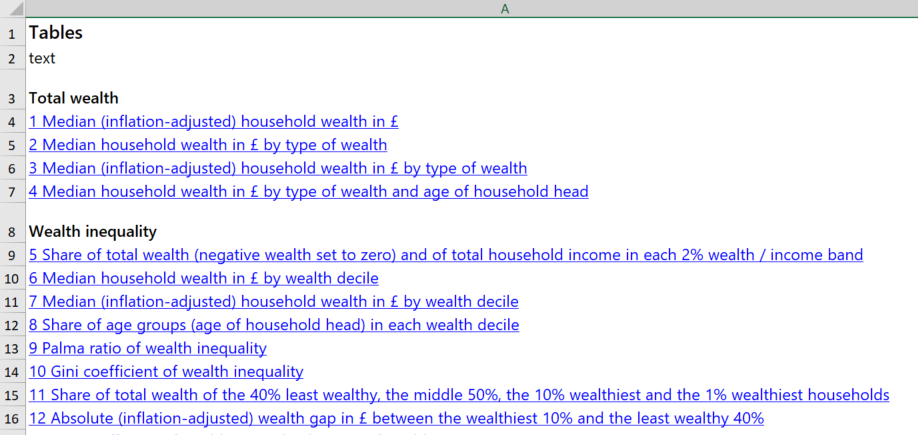 A
1 Tables
2 text
3 Total wealth
4 1 Median (inflation-adjusted) household wealth in £
5 2 Median household wealth in £ by type of wealth
6 3 Median (inflation-adjusted) household wealth in £ by type of wealth
7 4 Median household wealth in £ by type of wealth and age of household head
8 Wealth inequality
9 5 Share of total wealth (negative wealth set to zero) and of total household income in each 2% wealth / income band
10 6 Median household wealth in £ by wealth decile
11 7 Median (inflation-adjusted) household wealth in £ by wealth decile
12 8 Share of age groups (age of household head) in each wealth decile
13 9 Palma ratio of wealth inequality
14 10 Gini coefficient of wealth inequality
15 11 Share of total wealth of the 40% least wealthy, the middle 50%, the 10% wealthiest and the 1% wealthiest households
16 12 Absolute (inflation-adjusted) wealth gap in £ between the wealthiest 10% and the least wealthy 40%